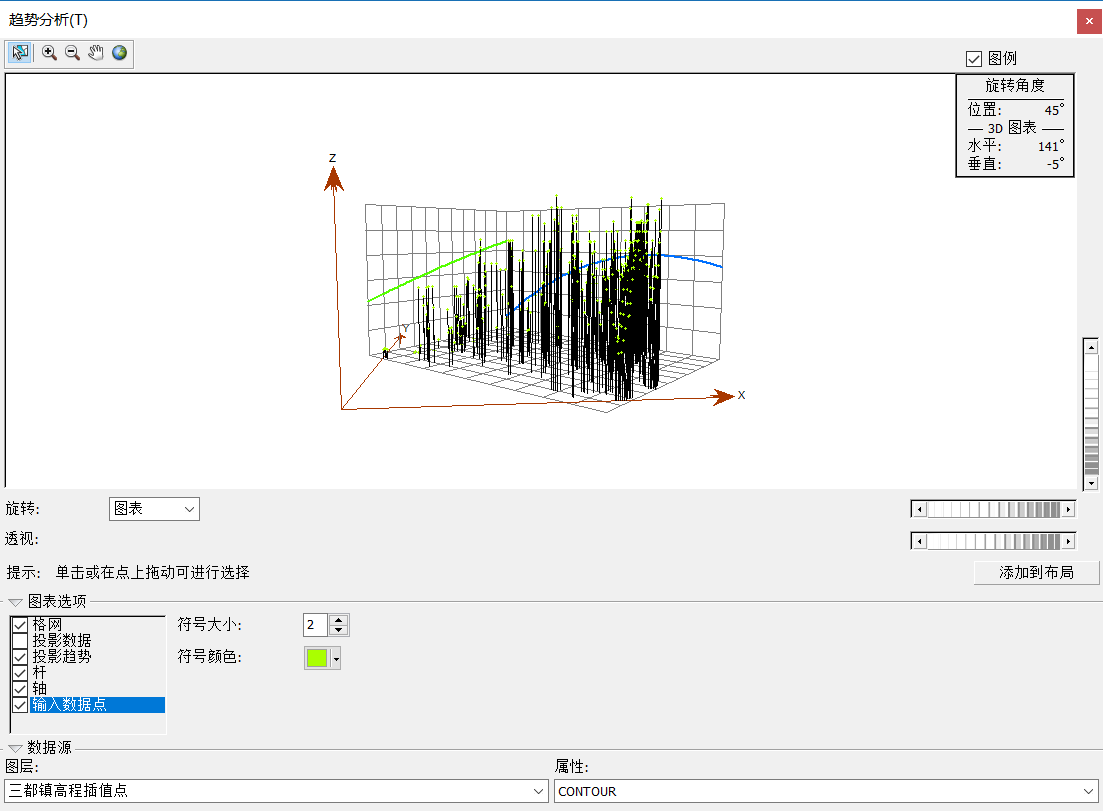 趋势分析(T)
图例
旋转角度
位置: 45°
3D 图表
水平: 141°
垂直: -5°
Z
Y
X
旋转: 图表
透视:
提示: 单击或在点上拖动可进行选择
添加到布局
图表选项
格网
投影数据
投影趋势
杆
轴
输入数据点
符号大小: 2
符号颜色:
数据源
图层: 属性:
三都镇高程插值点 CONTOUR